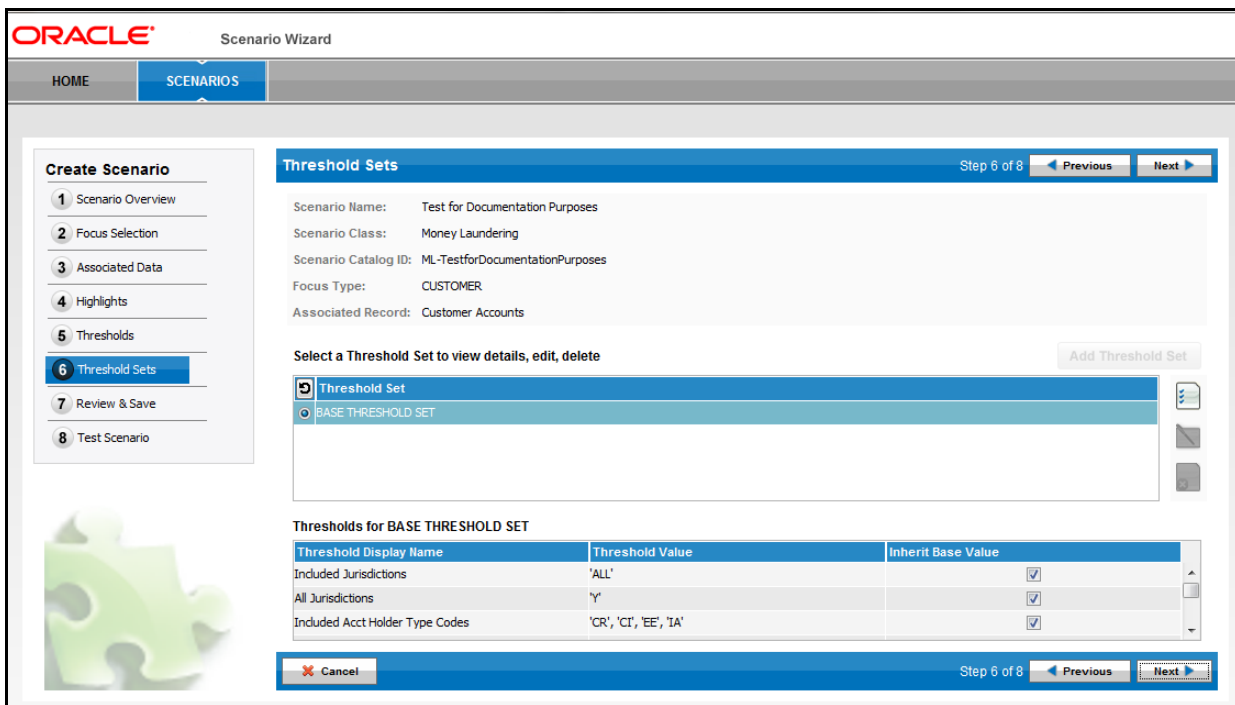 ORACLE® Scenario Wizard
HOME SCENARIOS
Create Scenario
1 Scenario Overview
2 Focus Selection
3 Associated Data
4 Highlights
5 Thresholds
6 Threshold Sets
7 Review & Save
8 Test Scenario
Threshold Sets Step 6 of 8 Previous Next
Scenario Name: Test for Documentation Purposes
Scenario Class: Money Laundering
Scenario Catalog ID: ML-TestforDocumentationPurposes
Focus Type: CUSTOMER
Associated Record: Customer Accounts
Select a Threshold Set to view details, edit, delete Add Threshold Set
Threshold Set
BASE THRESHOLD SET
Thresholds for BASE THRESHOLD SET
Threshold Display Name Threshold Value Inherit Base Value
Included Jurisdictions 'ALL'
All Jurisdictions 'Y'
Included Acct Holder Type Codes 'CR', 'CI', 'EE', 'IA'
Cancel Step 6 of 8 Previous Next